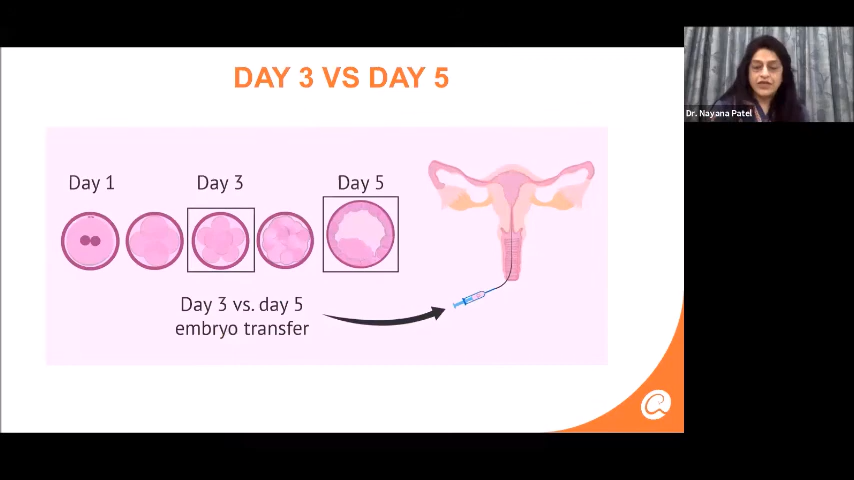 DAY 3 VS DAY 5
Dr. Nayana Patel
Day 1
Day 3
Day 5
Day 3 vs. day 5
embryo transfer